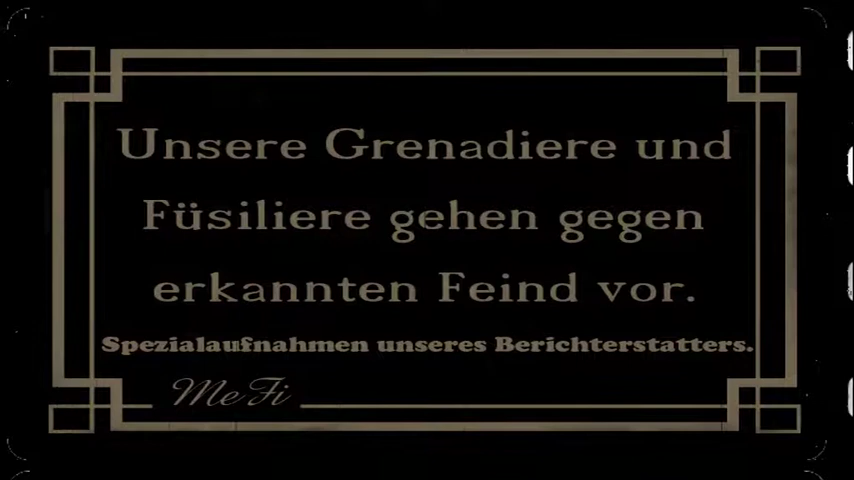 Unsere Grenadiere und
Füsiliere gehen gegen
erkannten Feind vor.
Spezialaufnahmen unseres Berichterstatters.
MeFi